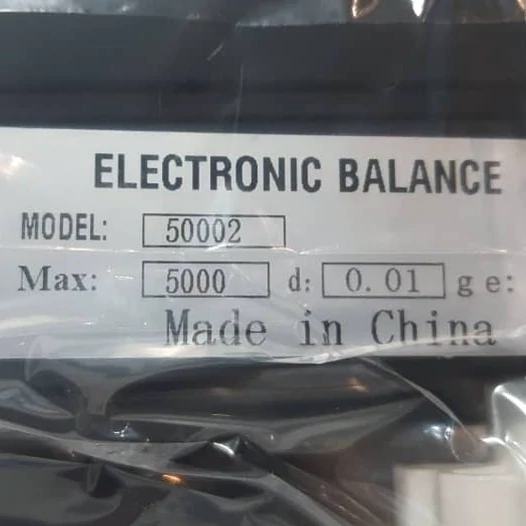 ELECTRONIC BALANCE
MODEL: 50002
Max: 5000 d: 0.01 g e:
Made in China